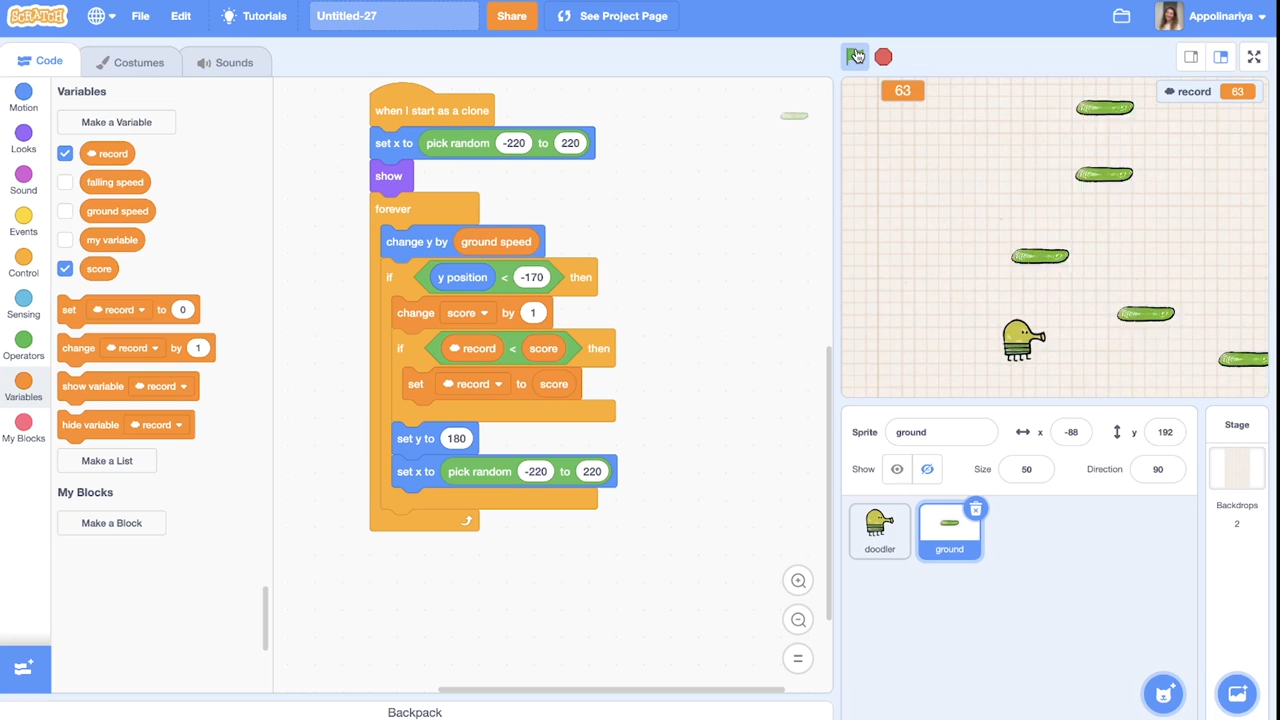 SCRATCH File Edit Tutorials Untitled-27 Share See Project Page Appolinariya
Code Costumes Sounds
Motion
Looks
Sound
Events
Control
Sensing
Operators
Variables
My Blocks
Variables
Make a Variable
record
falling speed
ground speed
my variable
score
set record to 0
change record by 1
show variable record
hide variable record
Make a List
My Blocks
Make a Block
when I start as a clone
set x to pick random -220 to 220
show
forever
change y by ground speed
if y position < -170 then
change score by 1
if record < score then
set record to score
set y to 180
set x to pick random -220 to 220
Backpack
63 record 63
Sprite ground x -88 y 192
Show Size 50 Direction 90
doodler
ground
Stage
Backdrops
2